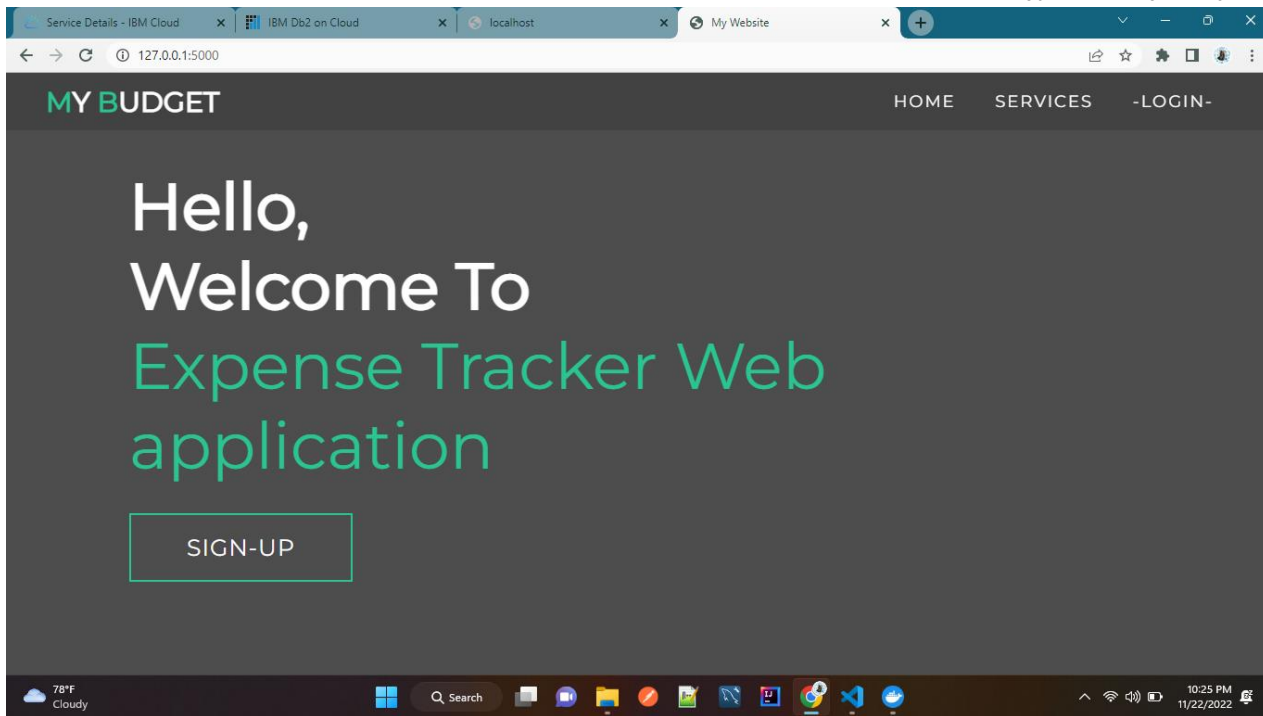 Service Details - IBM Cloud
IBM Db2 on Cloud
localhost
My Website
127.0.0.1:5000
MY BUDGET
HOME SERVICES -LOGIN-
Hello,
Welcome To
Expense Tracker Web
application
SIGN-UP
78°F
Cloudy
Search
10:25 PM
11/22/2022